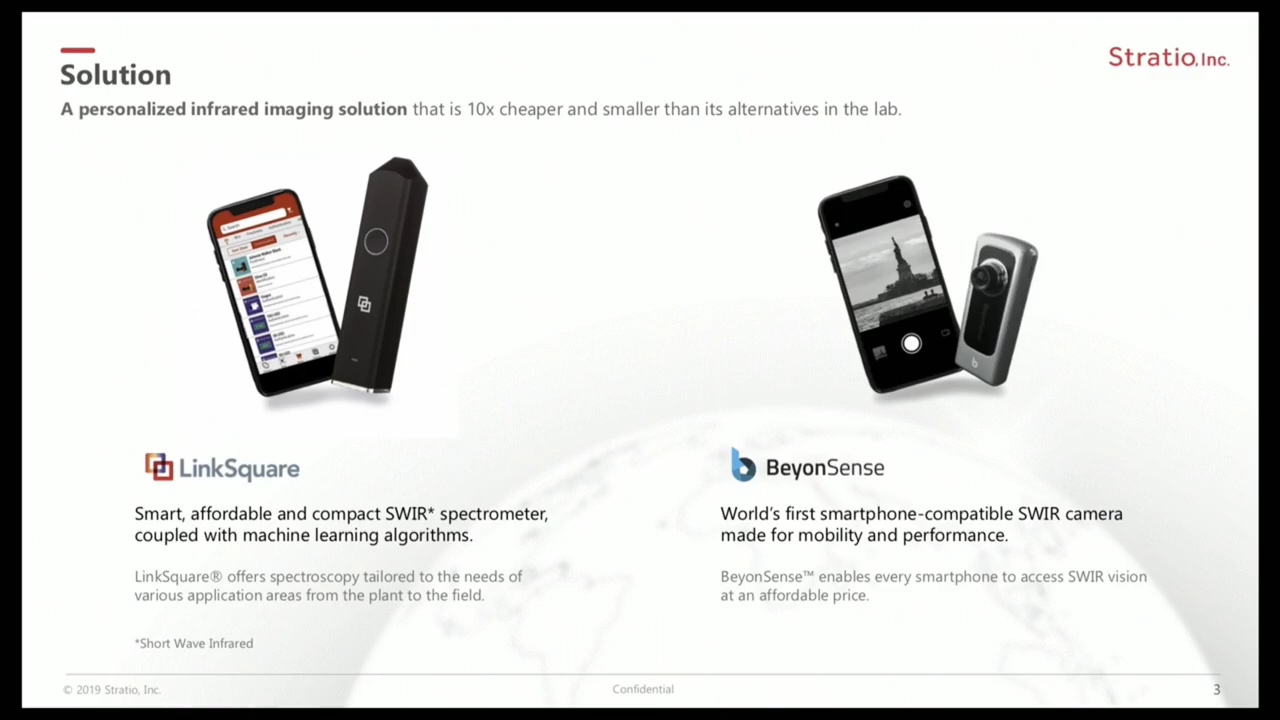 Solution
Stratio, Inc.
A personalized infrared imaging solution that is 10x cheaper and smaller than its alternatives in the lab.
Search
LinkSquare
Smart, affordable and compact SWIR* spectrometer,
coupled with machine learning algorithms.
LinkSquare® offers spectroscopy tailored to the needs of
various application areas from the plant to the field.
*Short Wave Infrared
BeyonSense
World's first smartphone-compatible SWIR camera
made for mobility and performance.
BeyonSense™ enables every smartphone to access SWIR vision
at an affordable price.
© 2019 Stratio, Inc.
Confidential
3